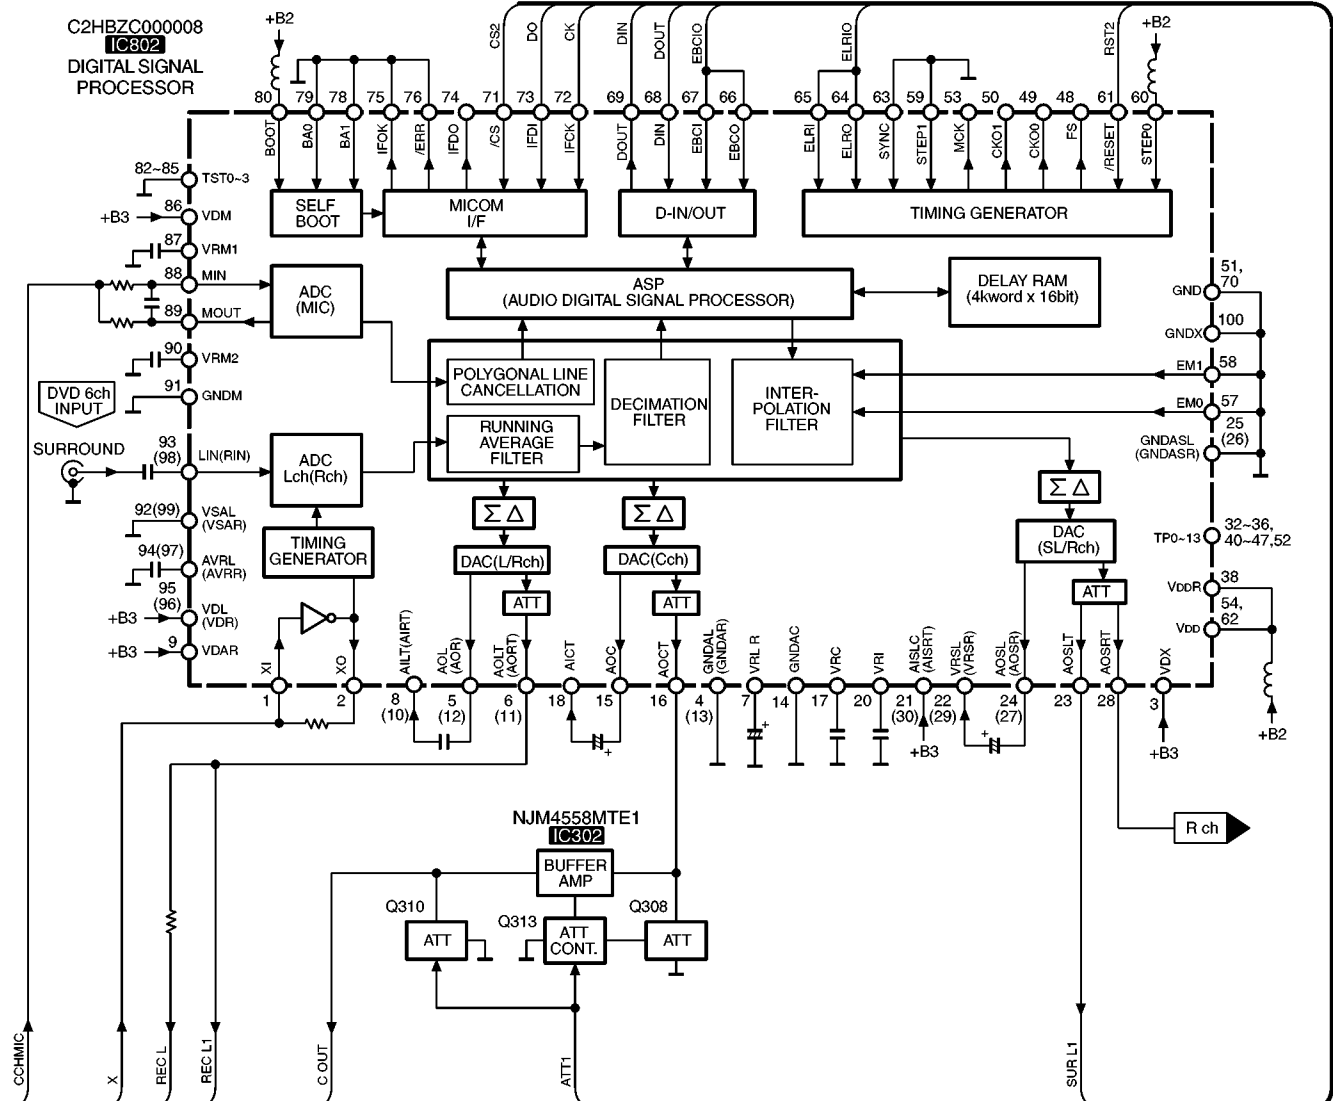 C2HBZC000008
IC802
DIGITAL SIGNAL
PROCESSOR
+B2
CS2
DO
CK
DIN
DOUT
EBCIO
ELRIO
RST2
+B2
80
79
78
75
76
74
71
73
72
69
68
67
66
65
64
63
59
53
50
49
48
61
60
BOOT
BA0
BA1
IFOK
/ERR
IFDO
/CS
IFDI
IFCK
DOUT
DIN
EBCI
EBCO
ELRI
ELRO
SYNC
STEP1
MCK
CKO1
CKO0
FS
/RESET
STEP0
82~85
TST0~3
86
+B3
VDM
87
VRM1
88
MIN
89
MOUT
90
VRM2
91
GNDM
DVD 6ch
INPUT
SURROUND
93
(98)
LIN(RIN)
92(99)
VSAL
(VSAR)
94(97)
AVRL
(AVRR)
95
(96)
+B3
VDL
(VDR)
9
+B3
VDAR
SELF
BOOT
MICOM
I/F
D-IN/OUT
TIMING GENERATOR
ADC
(MIC)
ASP
(AUDIO DIGITAL SIGNAL PROCESSOR)
DELAY RAM
(4kword x 16bit)
POLYGONAL LINE
CANCELLATION
RUNNING
AVERAGE
FILTER
DECIMATION
FILTER
INTER-
POLATION
FILTER
ADC
Lch(Rch)
TIMING
GENERATOR
Σ Δ
Σ Δ
Σ Δ
DAC(L/Rch)
DAC(Cch)
DAC
(SL/Rch)
ATT
ATT
ATT
51,
70
GND
100
GNDX
58
EM1
57
EM0
25
(26)
GNDASL
(GNDASR)
32~36,
40~47,52
TP0~13
38
VDDR
54,
62
VDD
+B2
XI
XO
AILT(AIRT)
AOL
(AOR)
AOLT
(AORT)
AICT
AOC
AOCT
GNDAL
(GNDAR)
VRL R
GNDAC
VRC
VRI
AISLC
(AISRT)
VRSL
(VRSR)
AOSL
(AOSR)
AOSLT
AOSRT
VDX
1
2
8
(10)
5
(12)
6
(11)
18
15
16
4
(13)
7
14
17
20
21
(30)
22
(29)
24
(27)
23
28
3
+
+
+
+B3
+B3
R ch
NJM4558MTE1
IC302
BUFFER
AMP
Q310
Q313
Q308
ATT
ATT
CONT.
ATT
CCHMIC
X
REC L
REC L1
C OUT
ATT1
SUR L1